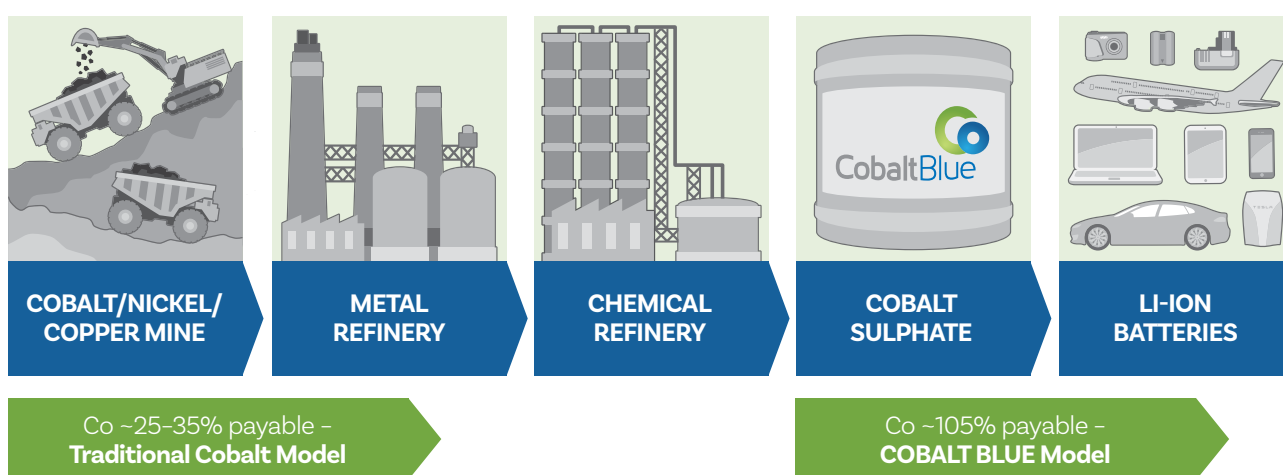 CobaltBlue
TESLA
COBALT/NICKEL/
COPPER MINE
METAL
REFINERY
CHEMICAL
REFINERY
COBALT
SULPHATE
LI-ION
BATTERIES
Co ~25–35% payable –
Traditional Cobalt Model
Co ~105% payable –
COBALT BLUE Model